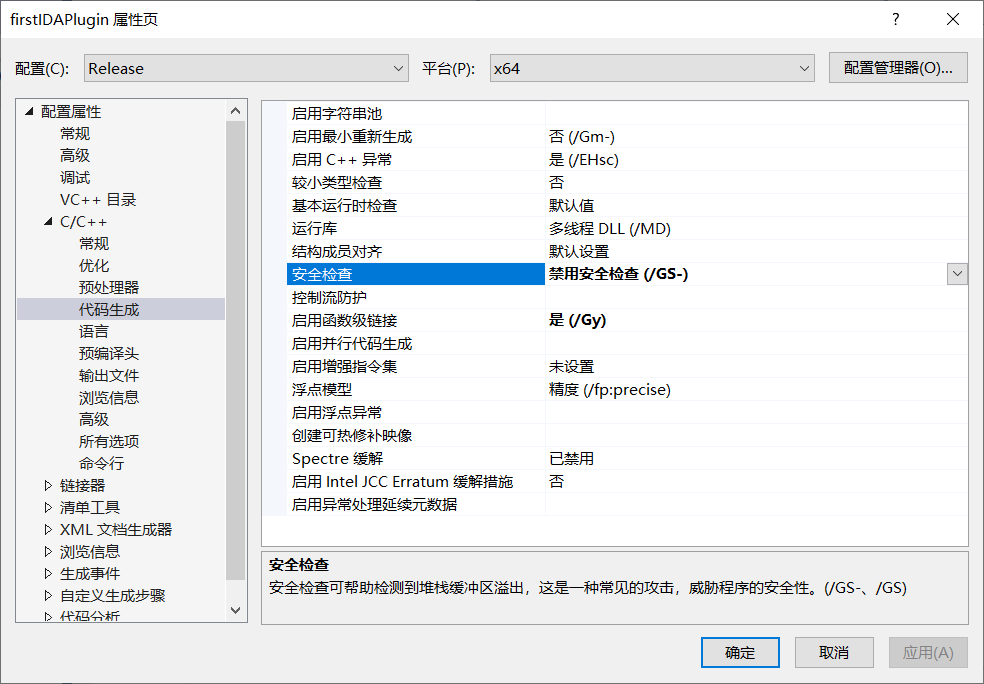 firstIDAPlugin 属性页
配置(C): Release 平台(P): x64 配置管理器(O)...
配置属性
常规
高级
调试
VC++ 目录
C/C++
常规
优化
预处理器
代码生成
语言
预编译头
输出文件
浏览信息
高级
所有选项
命令行
链接器
清单工具
XML 文档生成器
浏览信息
生成事件
自定义生成步骤
代码分析
启用字符串池
启用最小重新生成 否 (/Gm-)
启用 C++ 异常 是 (/EHsc)
较小类型检查 否
基本运行时检查 默认值
运行库 多线程 DLL (/MD)
结构成员对齐 默认设置
安全检查 禁用安全检查 (/GS-)
控制流防护
启用函数级链接 是 (/Gy)
启用并行代码生成
启用增强指令集 未设置
浮点模型 精度 (/fp:precise)
启用浮点异常
创建可热修补映像
Spectre 缓解 已禁用
启用 Intel JCC Erratum 缓解措施 否
启用异常处理延续元数据
安全检查
安全检查可帮助检测到堆栈缓冲区溢出，这是一种常见的攻击，威胁程序的安全性。(/GS-、/GS)
确定 取消 应用(A)